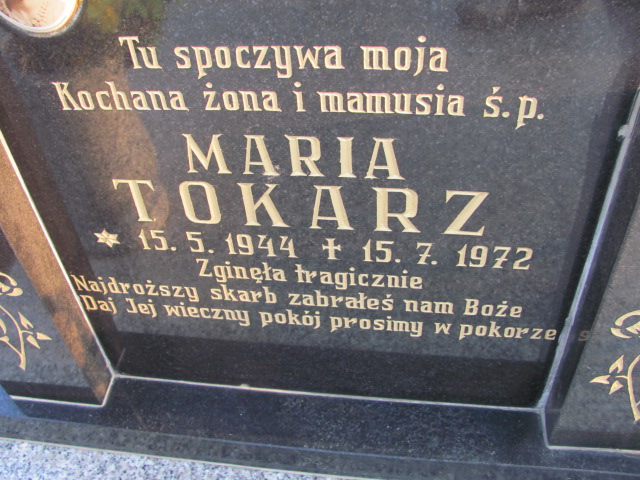 Tu spoczywa moja
Kochana żona i mamusia ś.p.
MARIA
TOKARZ
* 15. 5. 1944 + 15. 7. 1972
Zginęła tragicznie
Najdroższy skarb zabrałeś nam Boże
Daj Jej wieczny pokój prosimy w pokorze